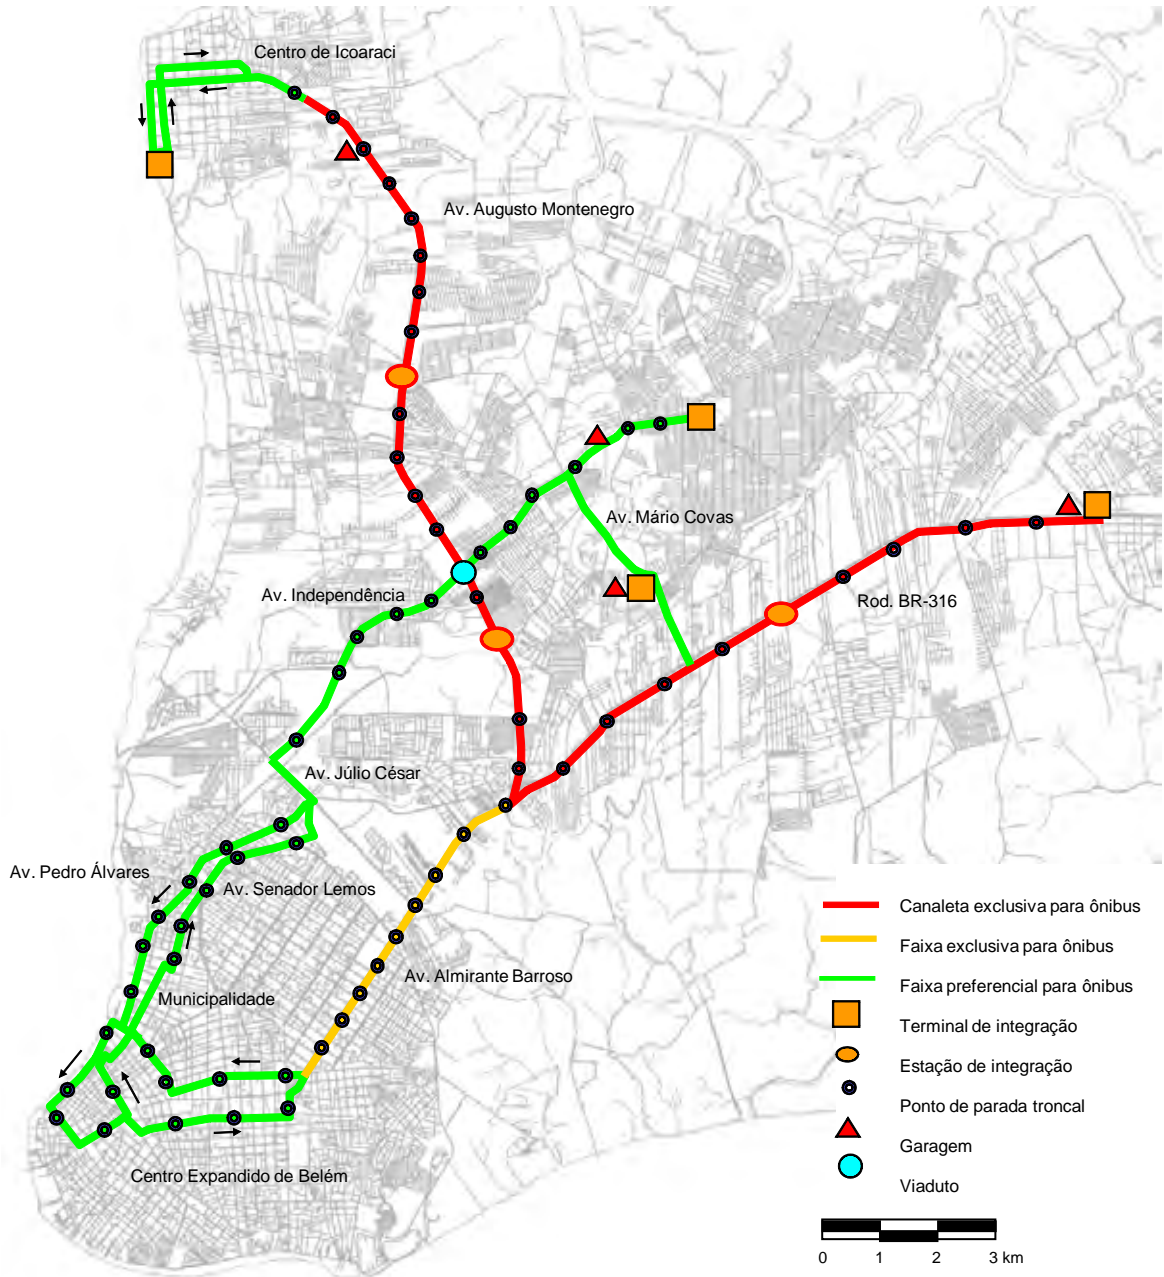 Centro de Icoaraci
Av. Augusto Montenegro
Av. Mário Covas
Av. Independência
Rod. BR-316
Av. Júlio César
Av. Pedro Álvares
Av. Senador Lemos
Av. Almirante Barroso
Municipalidade
Centro Expandido de Belém
Canaleta exclusiva para ônibus
Faixa exclusiva para ônibus
Faixa preferencial para ônibus
Terminal de integração
Estação de integração
Ponto de parada troncal
Garagem
Viaduto
0 1 2 3 km